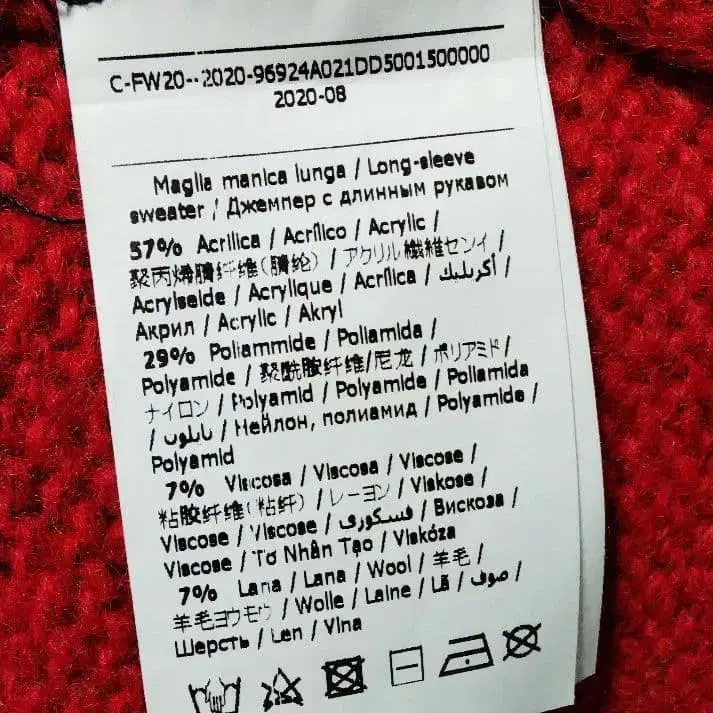 C-FW20--2020-96924A021DD5001500000
2020-08
Maglia manica lunga / Long-sleeve
sweater / Джемпер с длинным рукавом
57% Acrilica / Acrílico / Acrylic /
聚丙烯腈纤维(腈纶) / アクリル繊維センイ /
Acrylseide / Acrylique / Acrílica / أكريليك /
Акрил / Acrylic / Akryl
29% Poliammide / Poliamida /
Polyamide / 聚酰胺纤维/尼龙 / ポリアミド/
ナイロン / Polyamid / Polyamide / Poliamida
/ نايلون / Нейлон, полиамид / Polyamide /
Polyamid
7% Viscosa / Viscosa / Viscose /
粘胶纤维(粘纤) / レーヨン / Viskose /
Viscose / Viscose / فسكوزي / Вискоза /
Viscose / Tơ Nhân Tạo / Viskóza
7% Lana / Lana / Wool / 羊毛 /
羊毛ヨウモウ / Wolle / Laine / Lã / صوف /
Шерсть / Len / Vlna